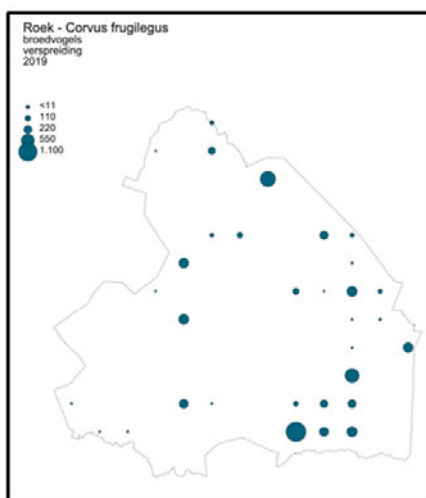 Roek - Corvus frugilegus
broedvogels
verspreiding
2019
<11
110
220
550
1.100